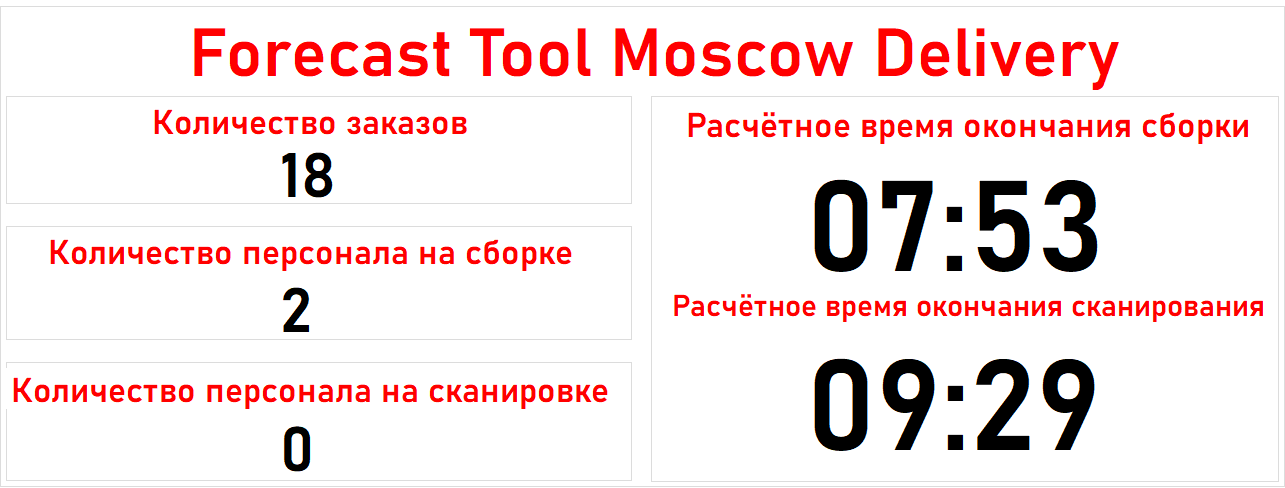 Forecast Tool Moscow Delivery
Количество заказов
18
Количество персонала на сборке
2
Количество персонала на сканировке
0
Расчётное время окончания сборки
07:53
Расчётное время окончания сканирования
09:29